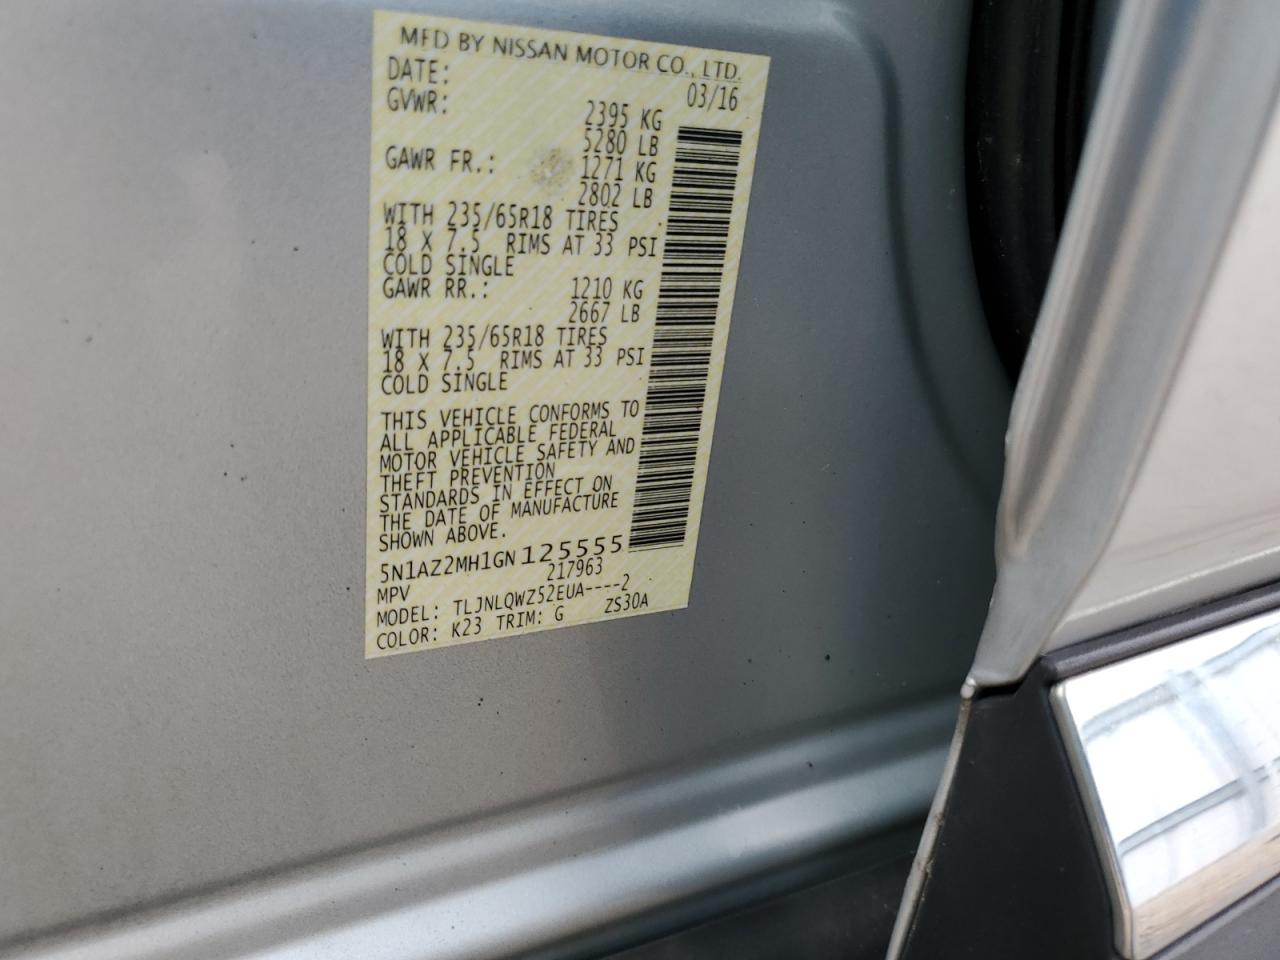 MFD BY NISSAN MOTOR CO., LTD.
DATE: 03/16
GVWR: 2395 KG
5280 LB
GAWR FR.: 1271 KG
2802 LB
WITH 235/65R18 TIRES
18 X 7.5 RIMS AT 33 PSI
COLD SINGLE
GAWR RR.: 1210 KG
2667 LB
WITH 235/65R18 TIRES
18 X 7.5 RIMS AT 33 PSI
COLD SINGLE
THIS VEHICLE CONFORMS TO
ALL APPLICABLE FEDERAL
MOTOR VEHICLE SAFETY AND
THEFT PREVENTION
STANDARDS IN EFFECT ON
THE DATE OF MANUFACTURE
SHOWN ABOVE.
5N1AZ2MH1GN125555
MPV 217963
MODEL: TLJNLQWZ52EUA----2
COLOR: K23 TRIM: G ZS30A